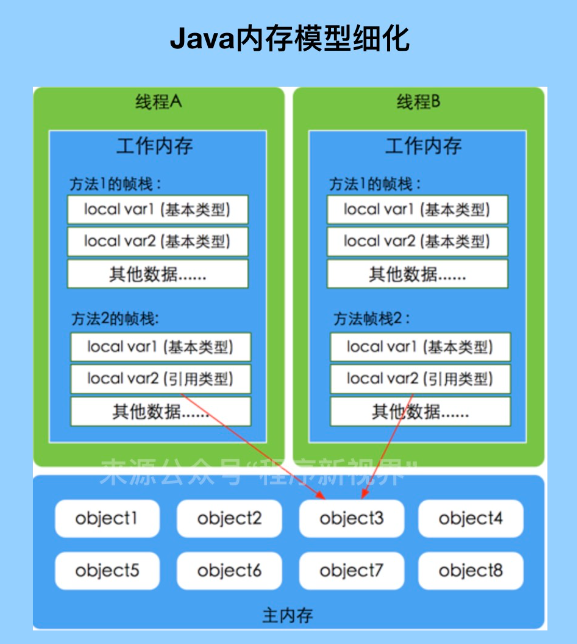 Java内存模型细化
线程A
工作内存
方法1的帧栈：
local var1 (基本类型)
local var2 (基本类型)
其他数据......
方法2的帧栈:
local var1 (基本类型)
local var2 (引用类型)
其他数据......
线程B
工作内存
方法1的帧栈：
local var1 (基本类型)
local var2 (基本类型)
其他数据......
方法帧栈2：
local var1 (基本类型)
local var2 (引用类型)
其他数据......
来源公众号“程序新视界”
object1 object2 object3 object4
object5 object6 object7 object8
主内存